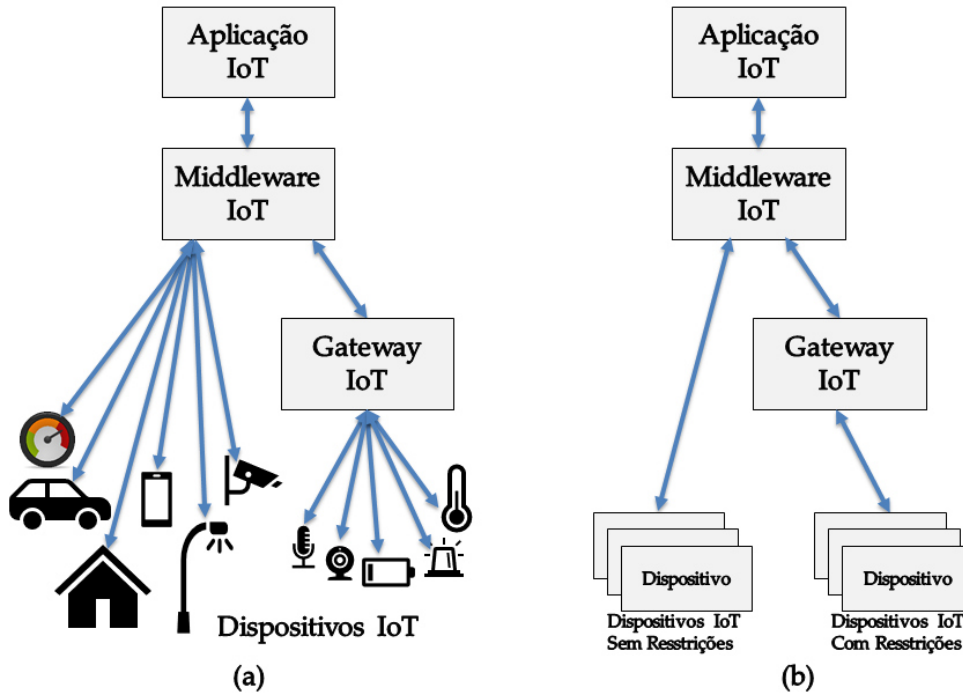 Aplicação
IoT
Middleware
IoT
Gateway
IoT
Dispositivos IoT
(a)
Aplicação
IoT
Middleware
IoT
Gateway
IoT
Dispositivo
Dispositivos IoT
Sem Resstrições
Dispositivo
Dispositivos IoT
Com Resstrições
(b)